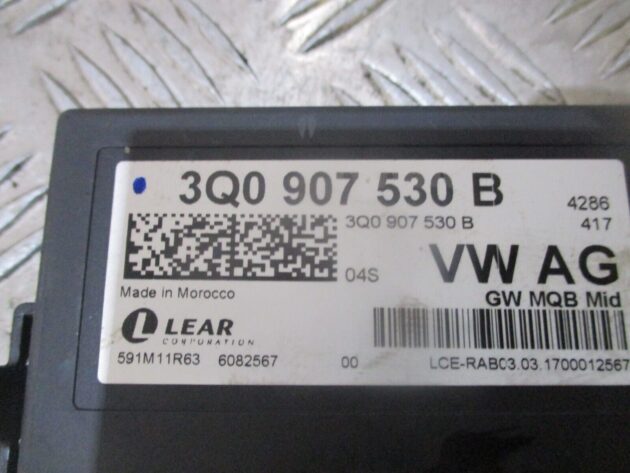 3Q0 907 530 B
4286
3Q0 907 530 B
417
04S
VW AG
Made in Morocco
GW MQB Mid
LEAR
CORPORATION
591M11R63 6082567 00 LCE-RAB03.03.1700012567